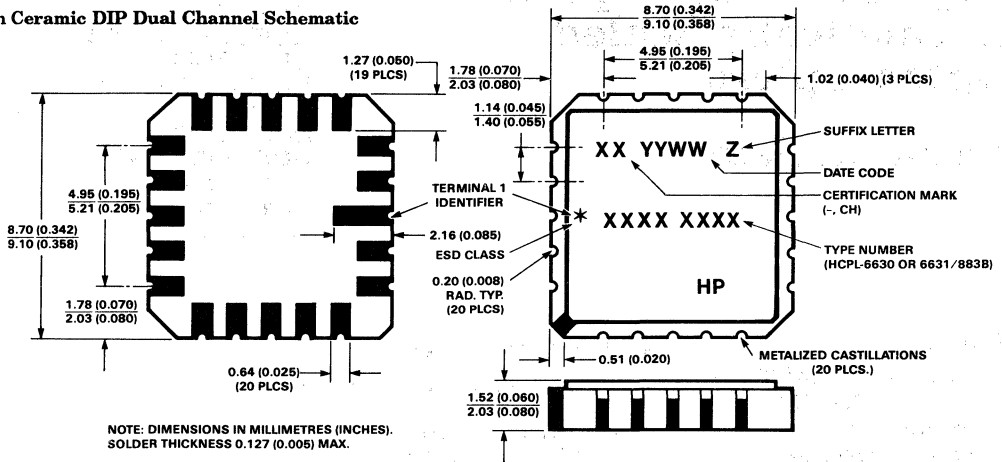 n Ceramic DIP Dual Channel Schematic
8.70 (0.342)
9.10 (0.358)
4.95 (0.195)
5.21 (0.205)
1.27 (0.050)
(19 PLCS)
1.78 (0.070)
2.03 (0.080)
1.02 (0.040) (3 PLCS)
1.14 (0.045)
1.40 (0.055)
SUFFIX LETTER
XX YYWW Z
DATE CODE
CERTIFICATION MARK
(-, CH)
4.95 (0.195)
5.21 (0.205)
TERMINAL 1
IDENTIFIER
* XXXX XXXX
8.70 (0.342)
9.10 (0.358)
2.16 (0.085)
ESD CLASS
TYPE NUMBER
(HCPL-6630 OR 6631/883B)
0.20 (0.008)
RAD. TYP.
(20 PLCS)
HP
1.78 (0.070)
2.03 (0.080)
0.51 (0.020)
METALIZED CASTILLATIONS
(20 PLCS.)
0.64 (0.025)
(20 PLCS)
1.52 (0.060)
2.03 (0.080)
NOTE: DIMENSIONS IN MILLIMETRES (INCHES).
SOLDER THICKNESS 0.127 (0.005) MAX.